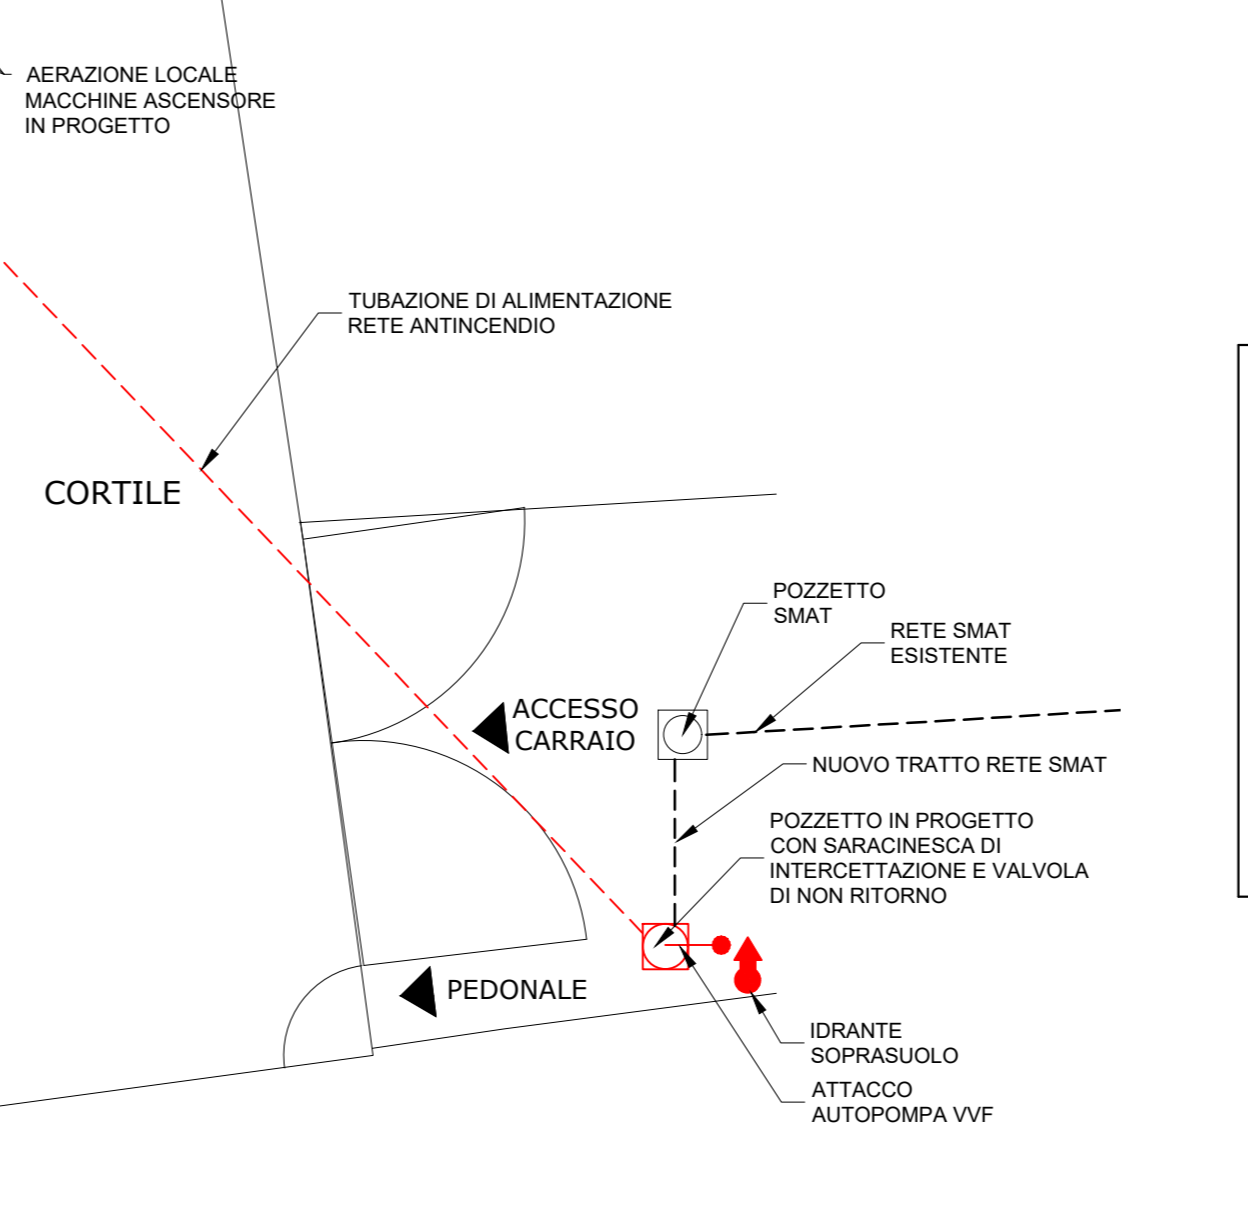 AERAZIONE LOCALE
MACCHINE ASCENSORE
IN PROGETTO
TUBAZIONE DI ALIMENTAZIONE
RETE ANTINCENDIO
CORTILE
POZZETTO
SMAT
RETE SMAT
ESISTENTE
ACCESSO
CARRAIO
NUOVO TRATTO RETE SMAT
POZZETTO IN PROGETTO
CON SARACINESCA DI
INTERCETTAZIONE E VALVOLA
DI NON RITORNO
PEDONALE
IDRANTE
SOPRASUOLO
ATTACCO
AUTOPOMPA VVF